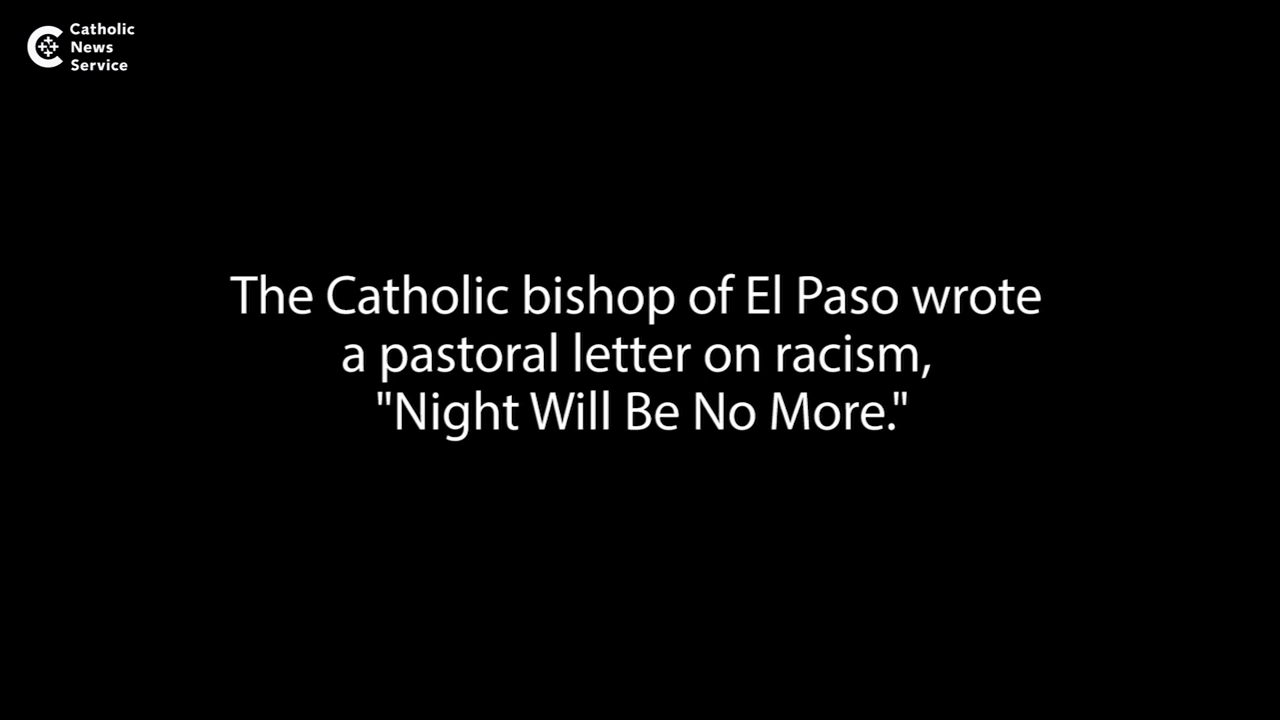 Catholic
News
Service
The Catholic bishop of El Paso wrote
a pastoral letter on racism,
"Night Will Be No More."